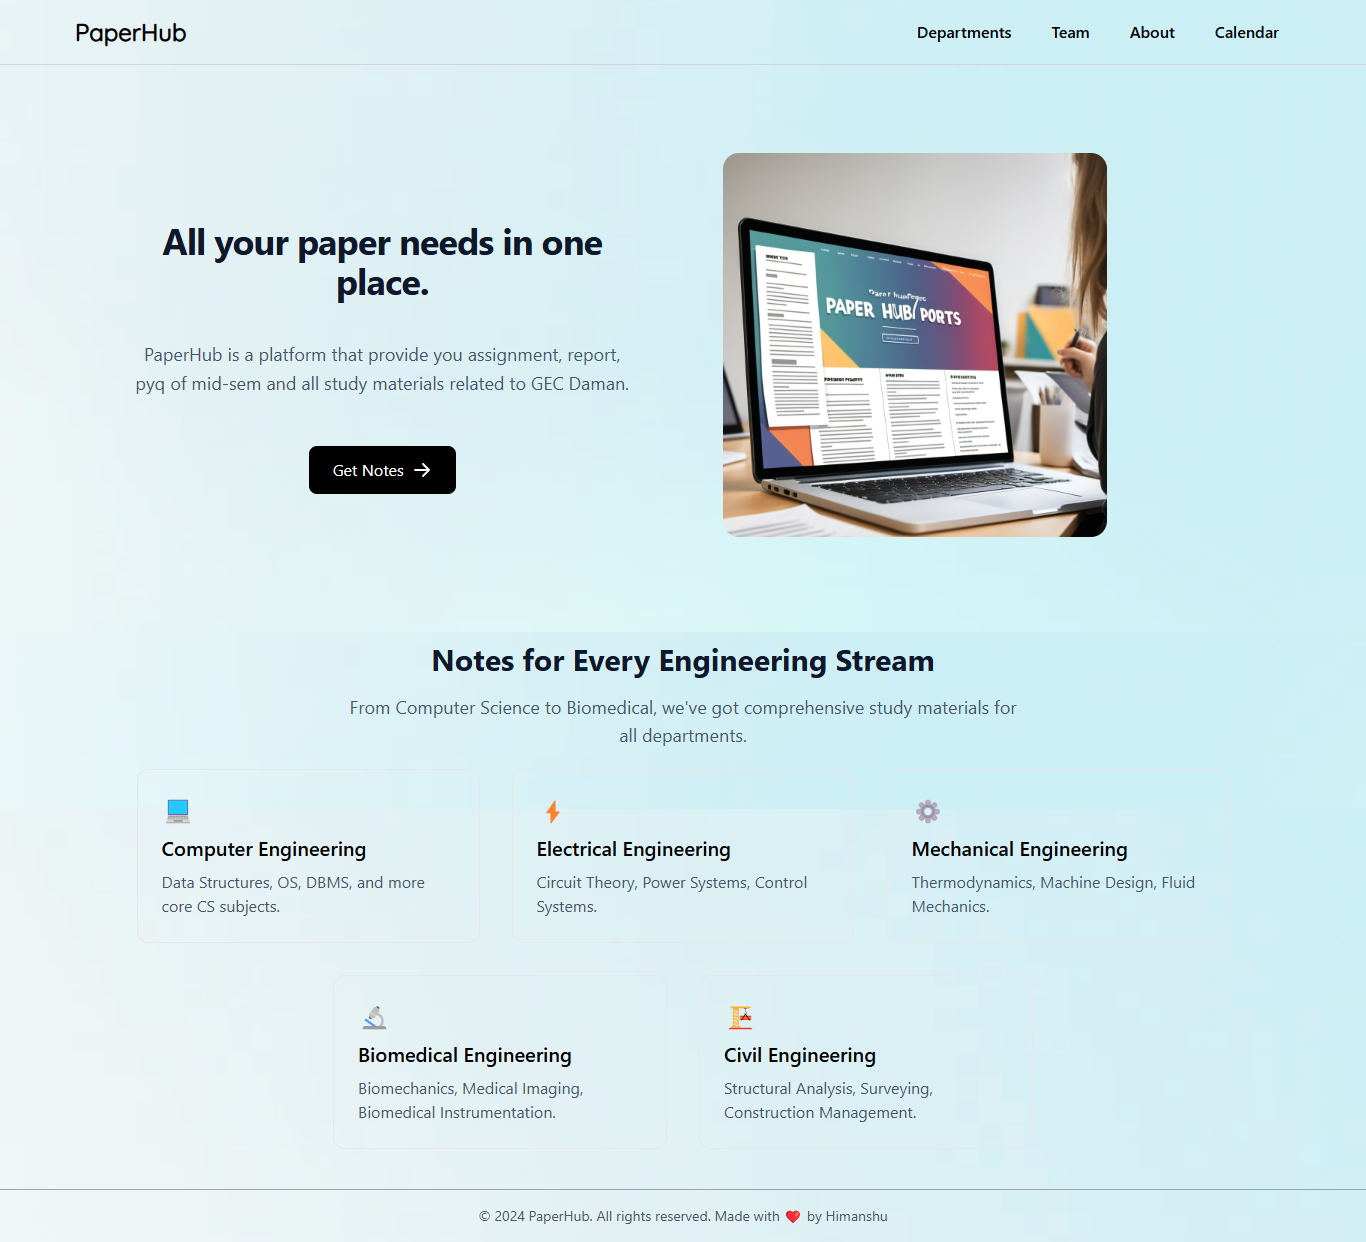 PaperHub
Departments Team About Calendar
All your paper needs in one
place.
PaperHub is a platform that provide you assignment, report,
pyq of mid-sem and all study materials related to GEC Daman.
Get Notes
PAPER HUB PORTS
Notes for Every Engineering Stream
From Computer Science to Biomedical, we've got comprehensive study materials for
all departments.
Computer Engineering
Data Structures, OS, DBMS, and more
core CS subjects.
Electrical Engineering
Circuit Theory, Power Systems, Control
Systems.
Mechanical Engineering
Thermodynamics, Machine Design, Fluid
Mechanics.
Biomedical Engineering
Biomechanics, Medical Imaging,
Biomedical Instrumentation.
Civil Engineering
Structural Analysis, Surveying,
Construction Management.
© 2024 PaperHub. All rights reserved. Made with ❤️ by Himanshu